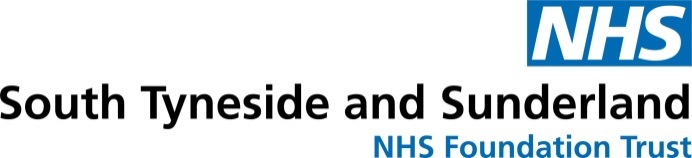 NHS
South Tyneside and Sunderland
NHS Foundation Trust